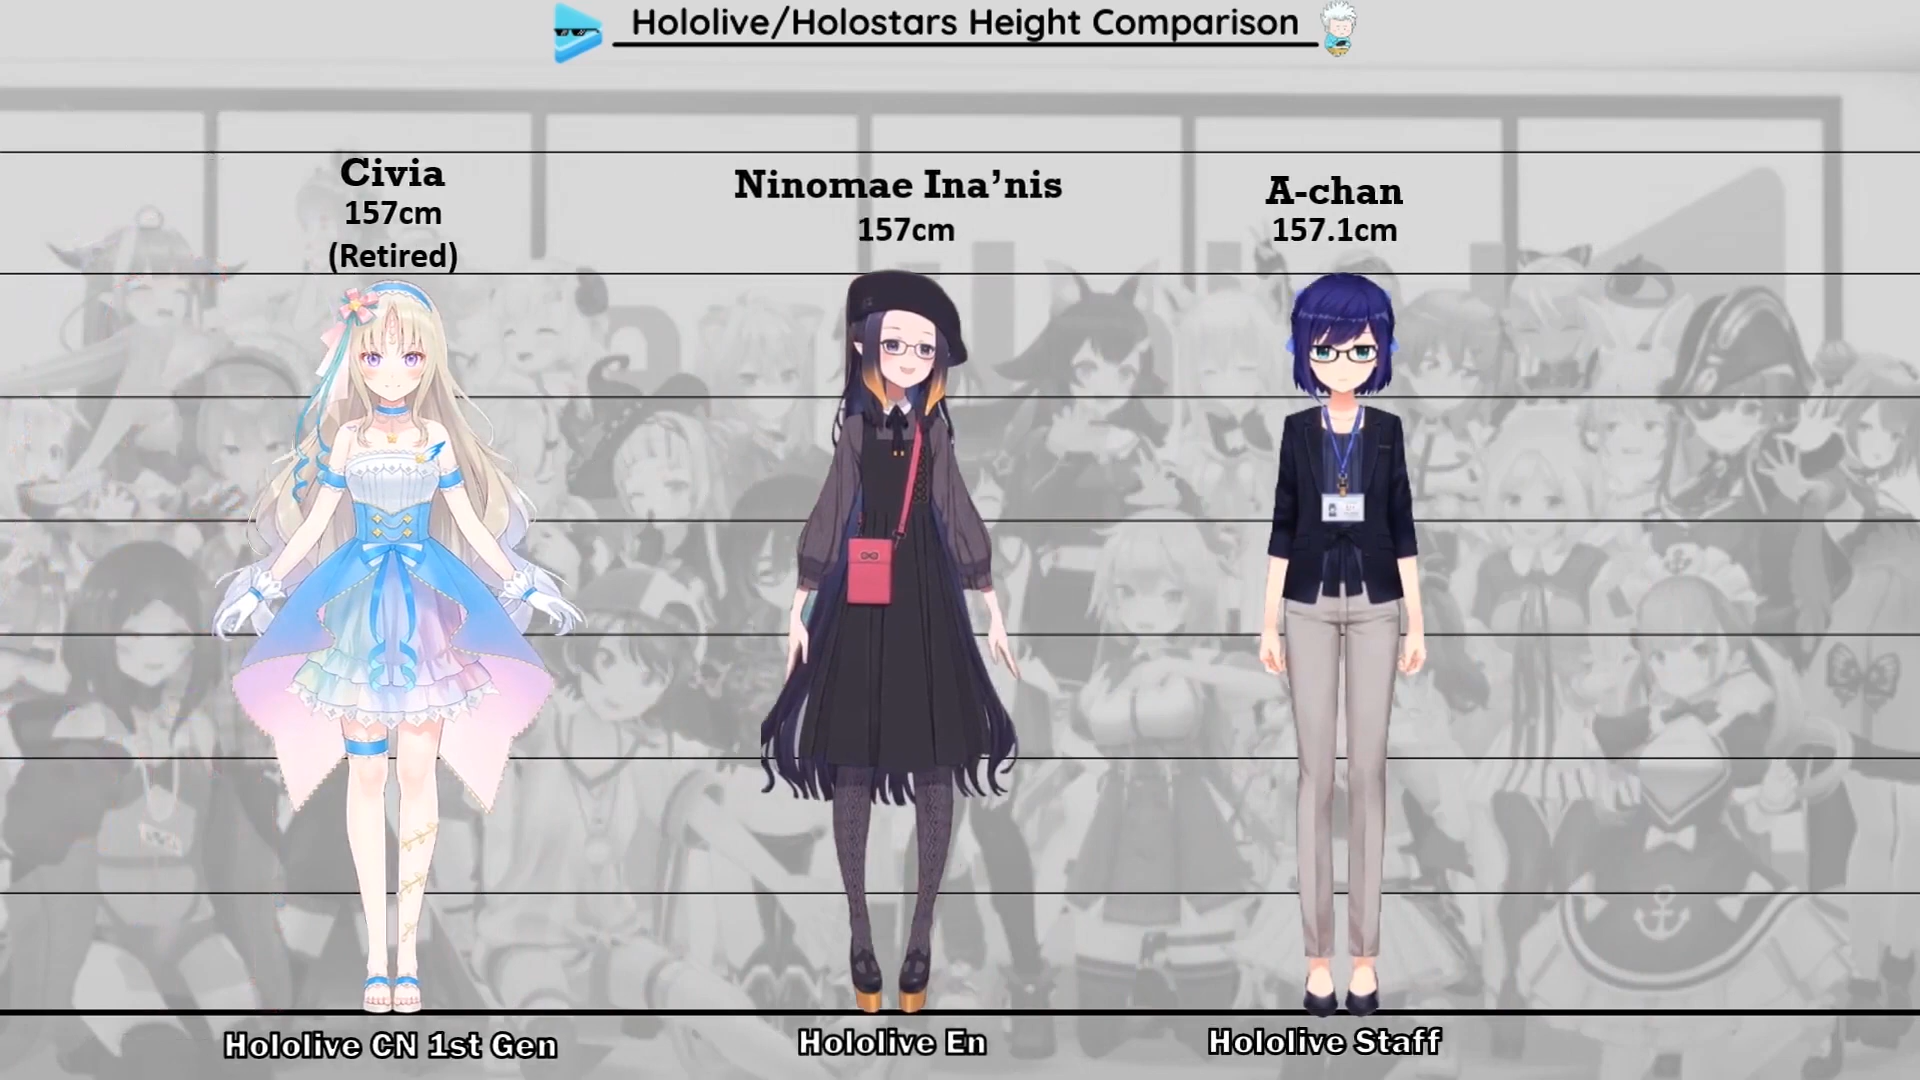 Hololive/Holostars Height Comparison
Civia
157cm
(Retired)
Ninomae Ina’nis
157cm
A-chan
157.1cm
Hololive CN 1st Gen
Hololive En
Hololive Staff